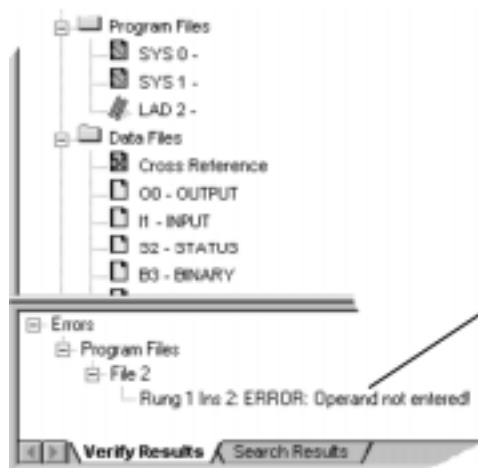 Program Files
SYS 0 -
SYS 1 -
LAD 2 -
Data Files
Cross Reference
O0 - OUTPUT
I1 - INPUT
S2 - STATUS
B3 - BINARY
Errors
Program Files
File 2
Rung 1 Ins 2: ERROR: Operand not entered!
Verify Results
Search Results